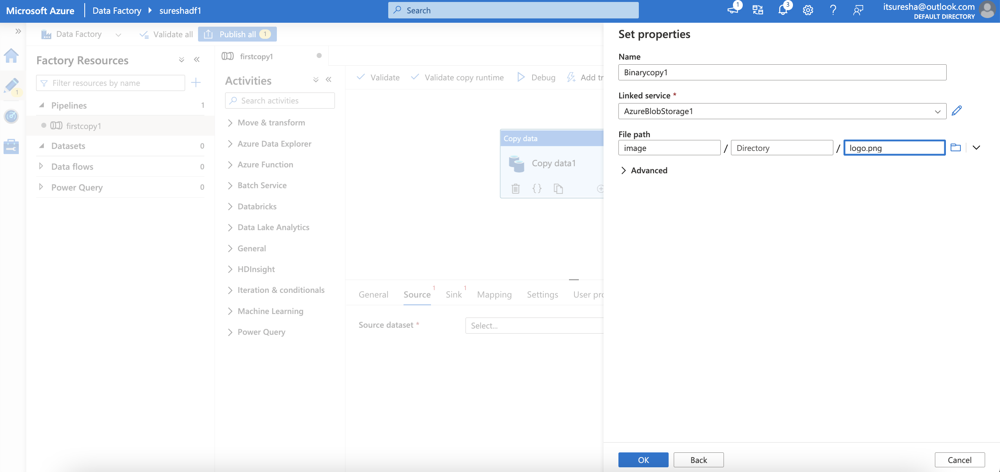 Microsoft Azure
Data Factory
sureshadf1
Search
1
3
itsuresha@outlook.com
DEFAULT DIRECTORY
Data Factory
Validate all
Publish all 1
Factory Resources
Filter resources by name
1
Pipelines 1
firstcopy1
Datasets 0
Data flows 0
Power Query 0
firstcopy1
Activities
Search activities
Move & transform
Azure Data Explorer
Azure Function
Batch Service
Databricks
Data Lake Analytics
General
HDInsight
Iteration & conditionals
Machine Learning
Power Query
Validate
Validate copy runtime
Debug
Add tr
Copy data
Copy data1
{}
General
Source 1
Sink 1
Mapping
Settings
User pro
Source dataset *
Select...
Set properties
Name
Binarycopy1
Linked service *
AzureBlobStorage1
File path
image / Directory / logo.png
Advanced
OK
Back
Cancel